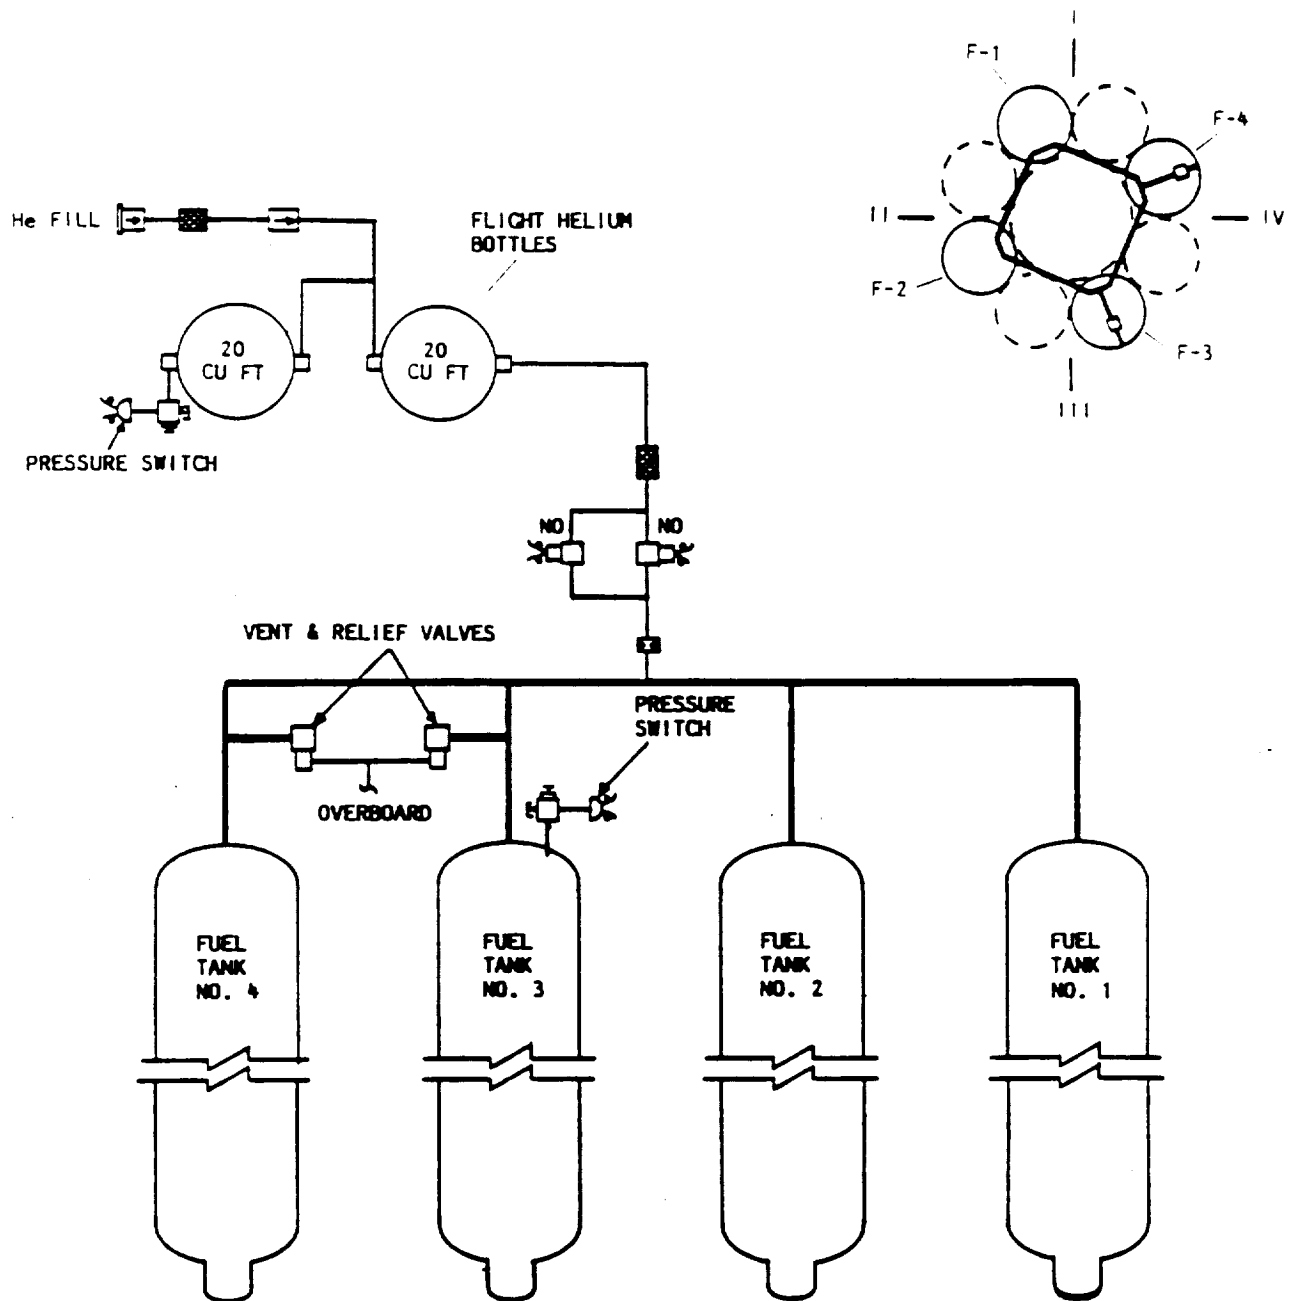 I
F-1
F-4
He FILL
FLIGHT HELIUM
BOTTLES
II
IV
F-2
20
CU FT
20
CU FT
F-3
III
PRESSURE SWITCH
NO
NO
VENT & RELIEF VALVES
PRESSURE
SWITCH
OVERBOARD
FUEL
TANK
NO. 4
FUEL
TANK
NO. 3
FUEL
TANK
NO. 2
FUEL
TANK
NO. 1